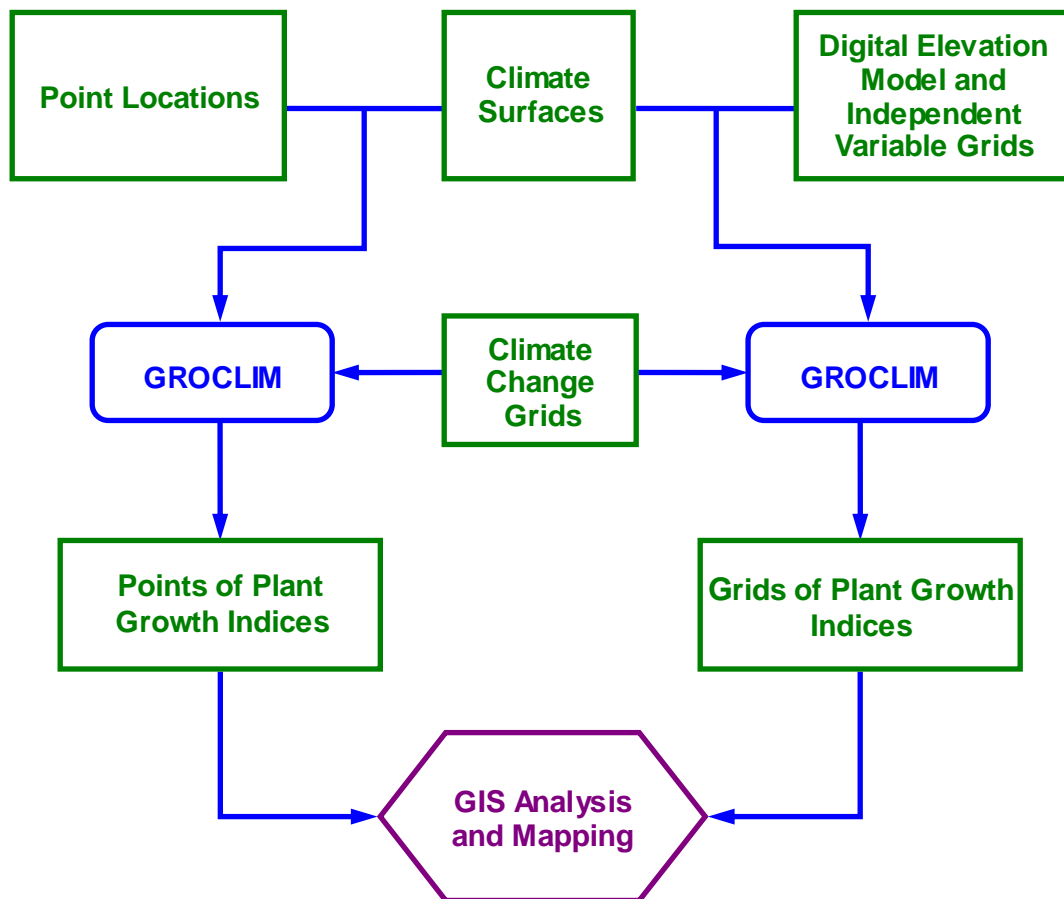 Point Locations
Climate
Surfaces
Digital Elevation
Model and
Independent
Variable Grids
GROCLIM
Climate
Change
Grids
GROCLIM
Points of Plant
Growth Indices
Grids of Plant Growth
Indices
GIS Analysis
and Mapping